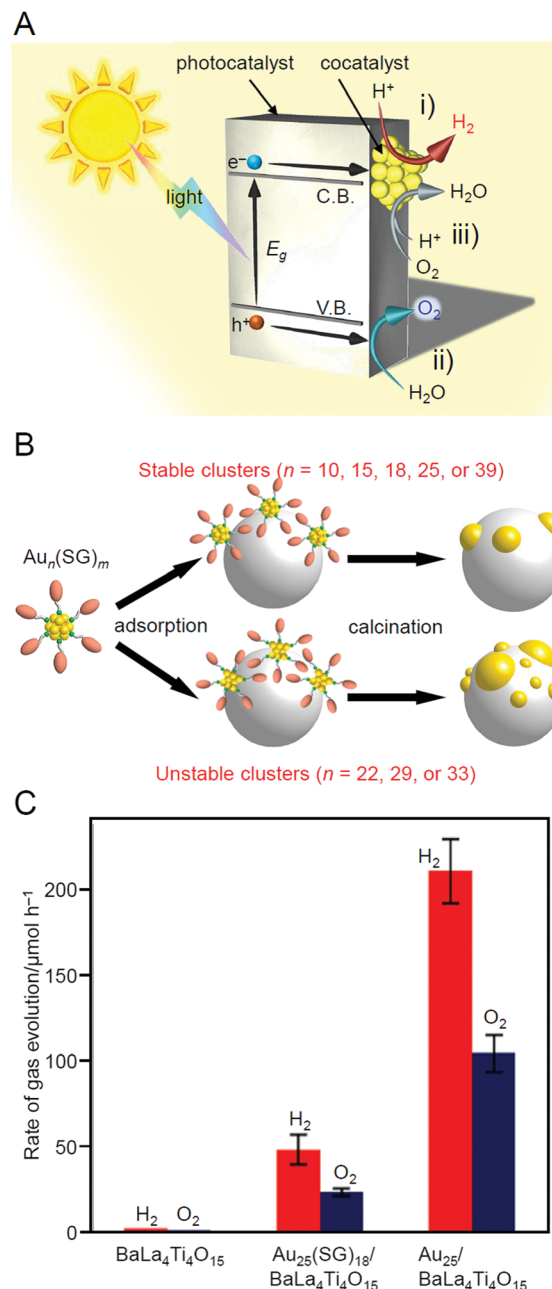 A
photocatalyst
cocatalyst
H⁺
i)
H₂
e⁻
light
C.B.
H₂O
E_g
H⁺
iii)
O₂
V.B.
O₂
h⁺
ii)
H₂O
B
Stable clusters (n = 10, 15, 18, 25, or 39)
Auₙ(SG)ₘ
adsorption
calcination
Unstable clusters (n = 22, 29, or 33)
C
Rate of gas evolution/μmol h⁻¹
200
150
100
50
0
H₂
O₂
H₂
O₂
H₂
O₂
BaLa₄Ti₄O₁₅
Au₂₅(SG)₁₈/
BaLa₄Ti₄O₁₅
Au₂₅/
BaLa₄Ti₄O₁₅